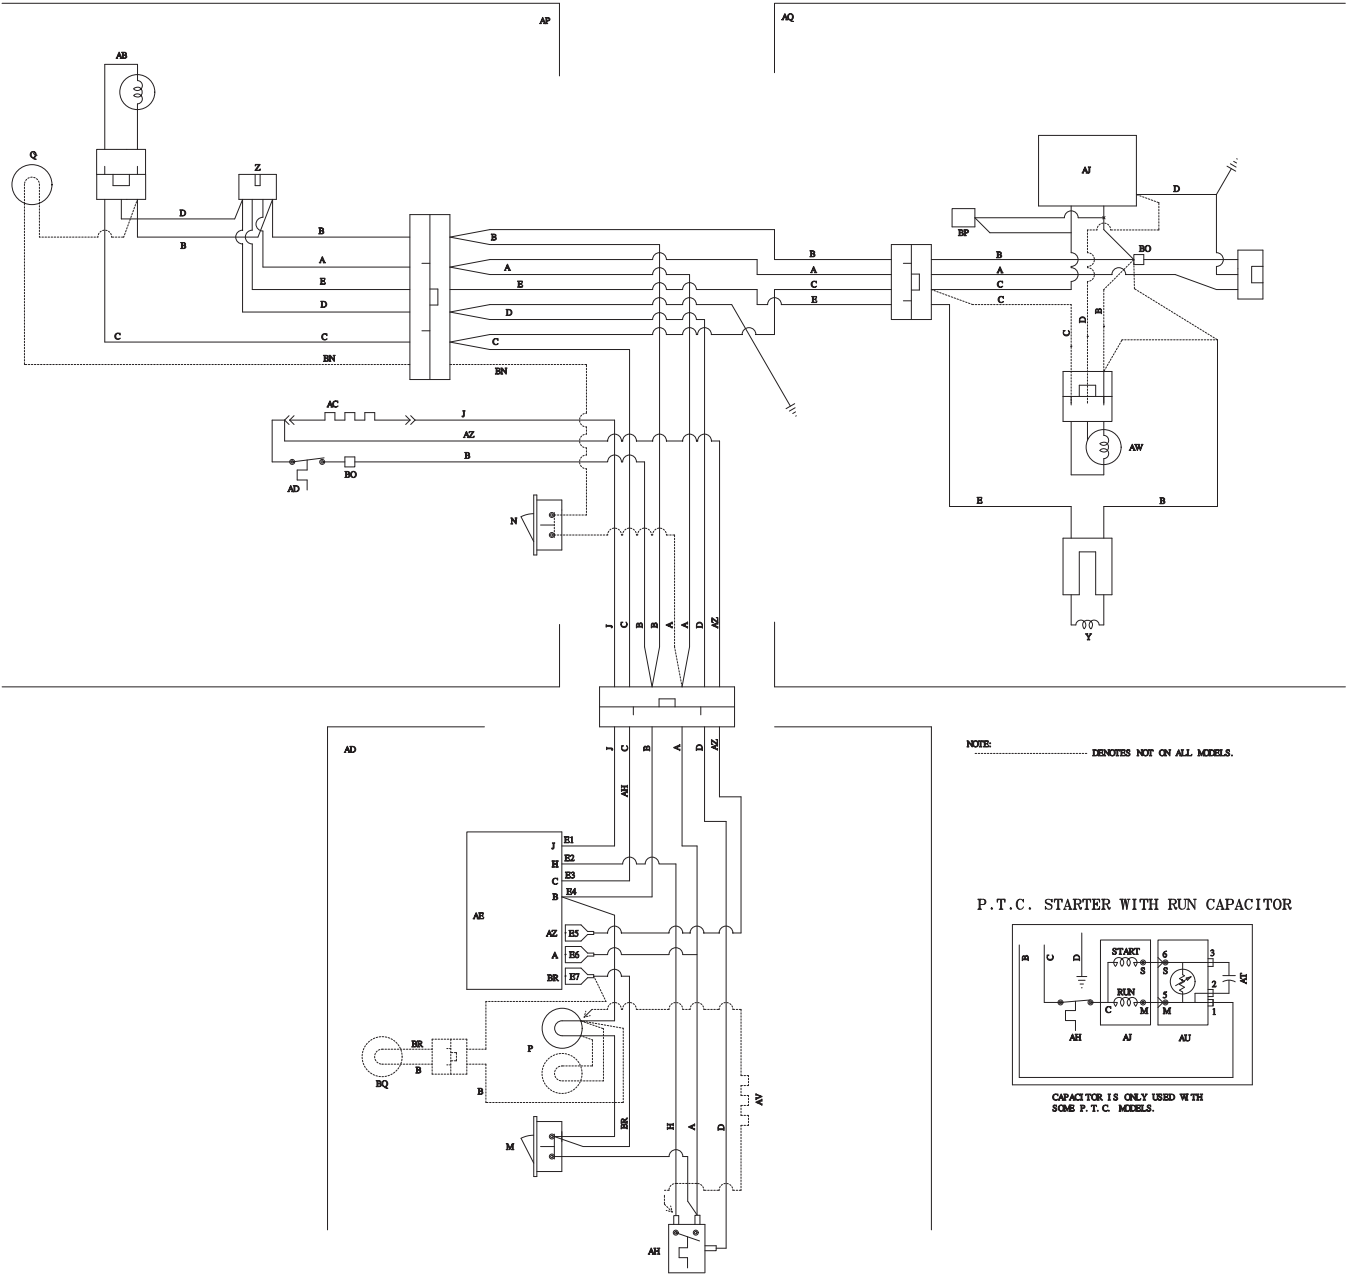 AP
AQ
AB
Q
Z
AJ
D
D
BP
B
B
B
A
A
E
E
D
D
C
C
C
BN
BN
B
A
C
E
B
A
C
C
BO
C
D
B
AW
E
B
Y
AC
J
AZ
B
AD
BO
N
J
C
B
B
A
A
D
AZ
AD
J
C
B
A
D
AZ
AH
NOTE:
DENOTES NOT ON ALL MODELS.
AE
J
E1
H
E2
C
E3
B
E4
AZ
E5
A
E6
BR
E7
BR
B
BQ
B
P
AV
M
BR
H
A
D
AH
P.T.C. STARTER WITH RUN CAPACITOR
B
C
D
START
S
6
S
3
AT
RUN
C
M
5
M
2
1
AH
AJ
AU
CAPACITOR IS ONLY USED WITH
SOME P.T.C. MODELS.